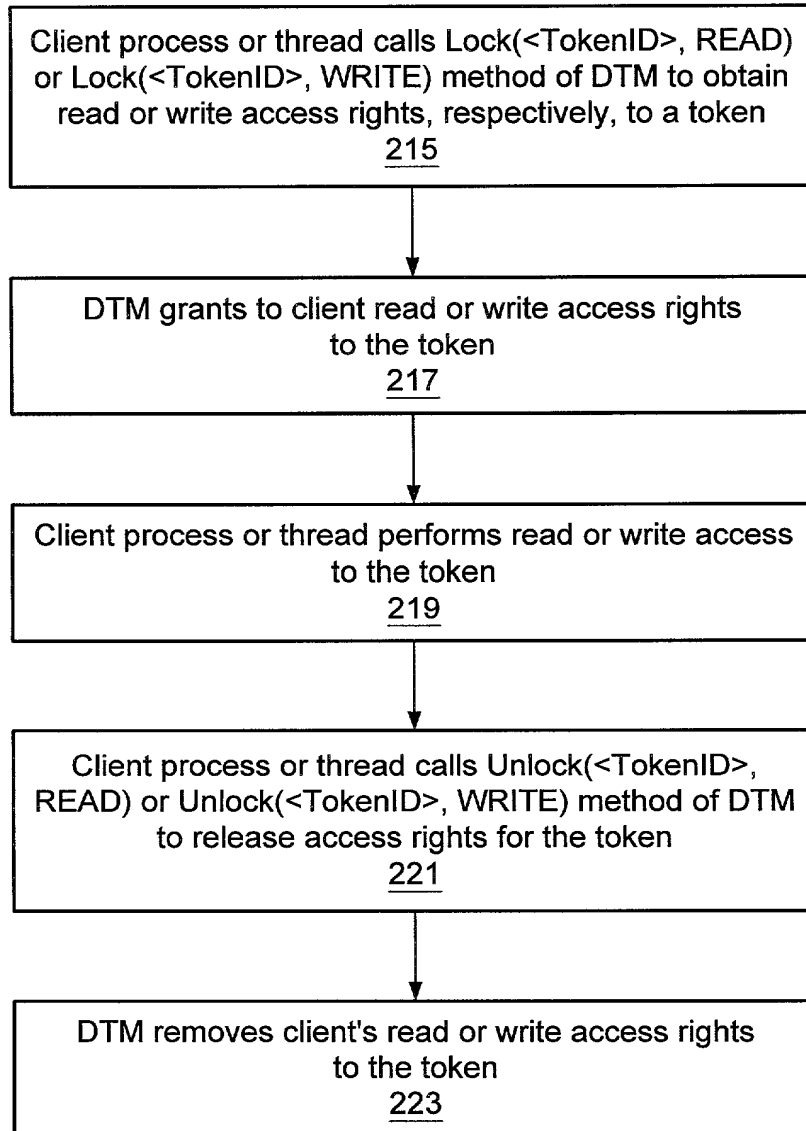 Client process or thread calls Lock(<TokenID>, READ)
or Lock(<TokenID>, WRITE) method of DTM to obtain
read or write access rights, respectively, to a token
215
DTM grants to client read or write access rights
to the token
217
Client process or thread performs read or write access
to the token
219
Client process or thread calls Unlock(<TokenID>,
READ) or Unlock(<TokenID>, WRITE) method of DTM
to release access rights for the token
221
DTM removes client's read or write access rights
to the token
223